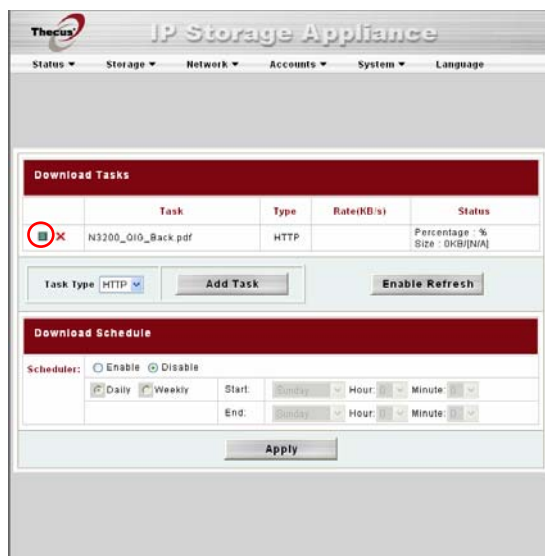 Thecus IP Storage Appliance
Status Storage Network Accounts System Language
Download Tasks
Task Type Rate(KB/s) Status
N3200_QIG_Back.pdf HTTP Percentage : %
Size : 0KB/[N/A]
Task Type HTTP Add Task Enable Refresh
Download Schedule
Scheduler: Enable Disable
Daily Weekly Start: Sunday Hour: 0 Minute: 0
End: Sunday Hour: 0 Minute: 0
Apply